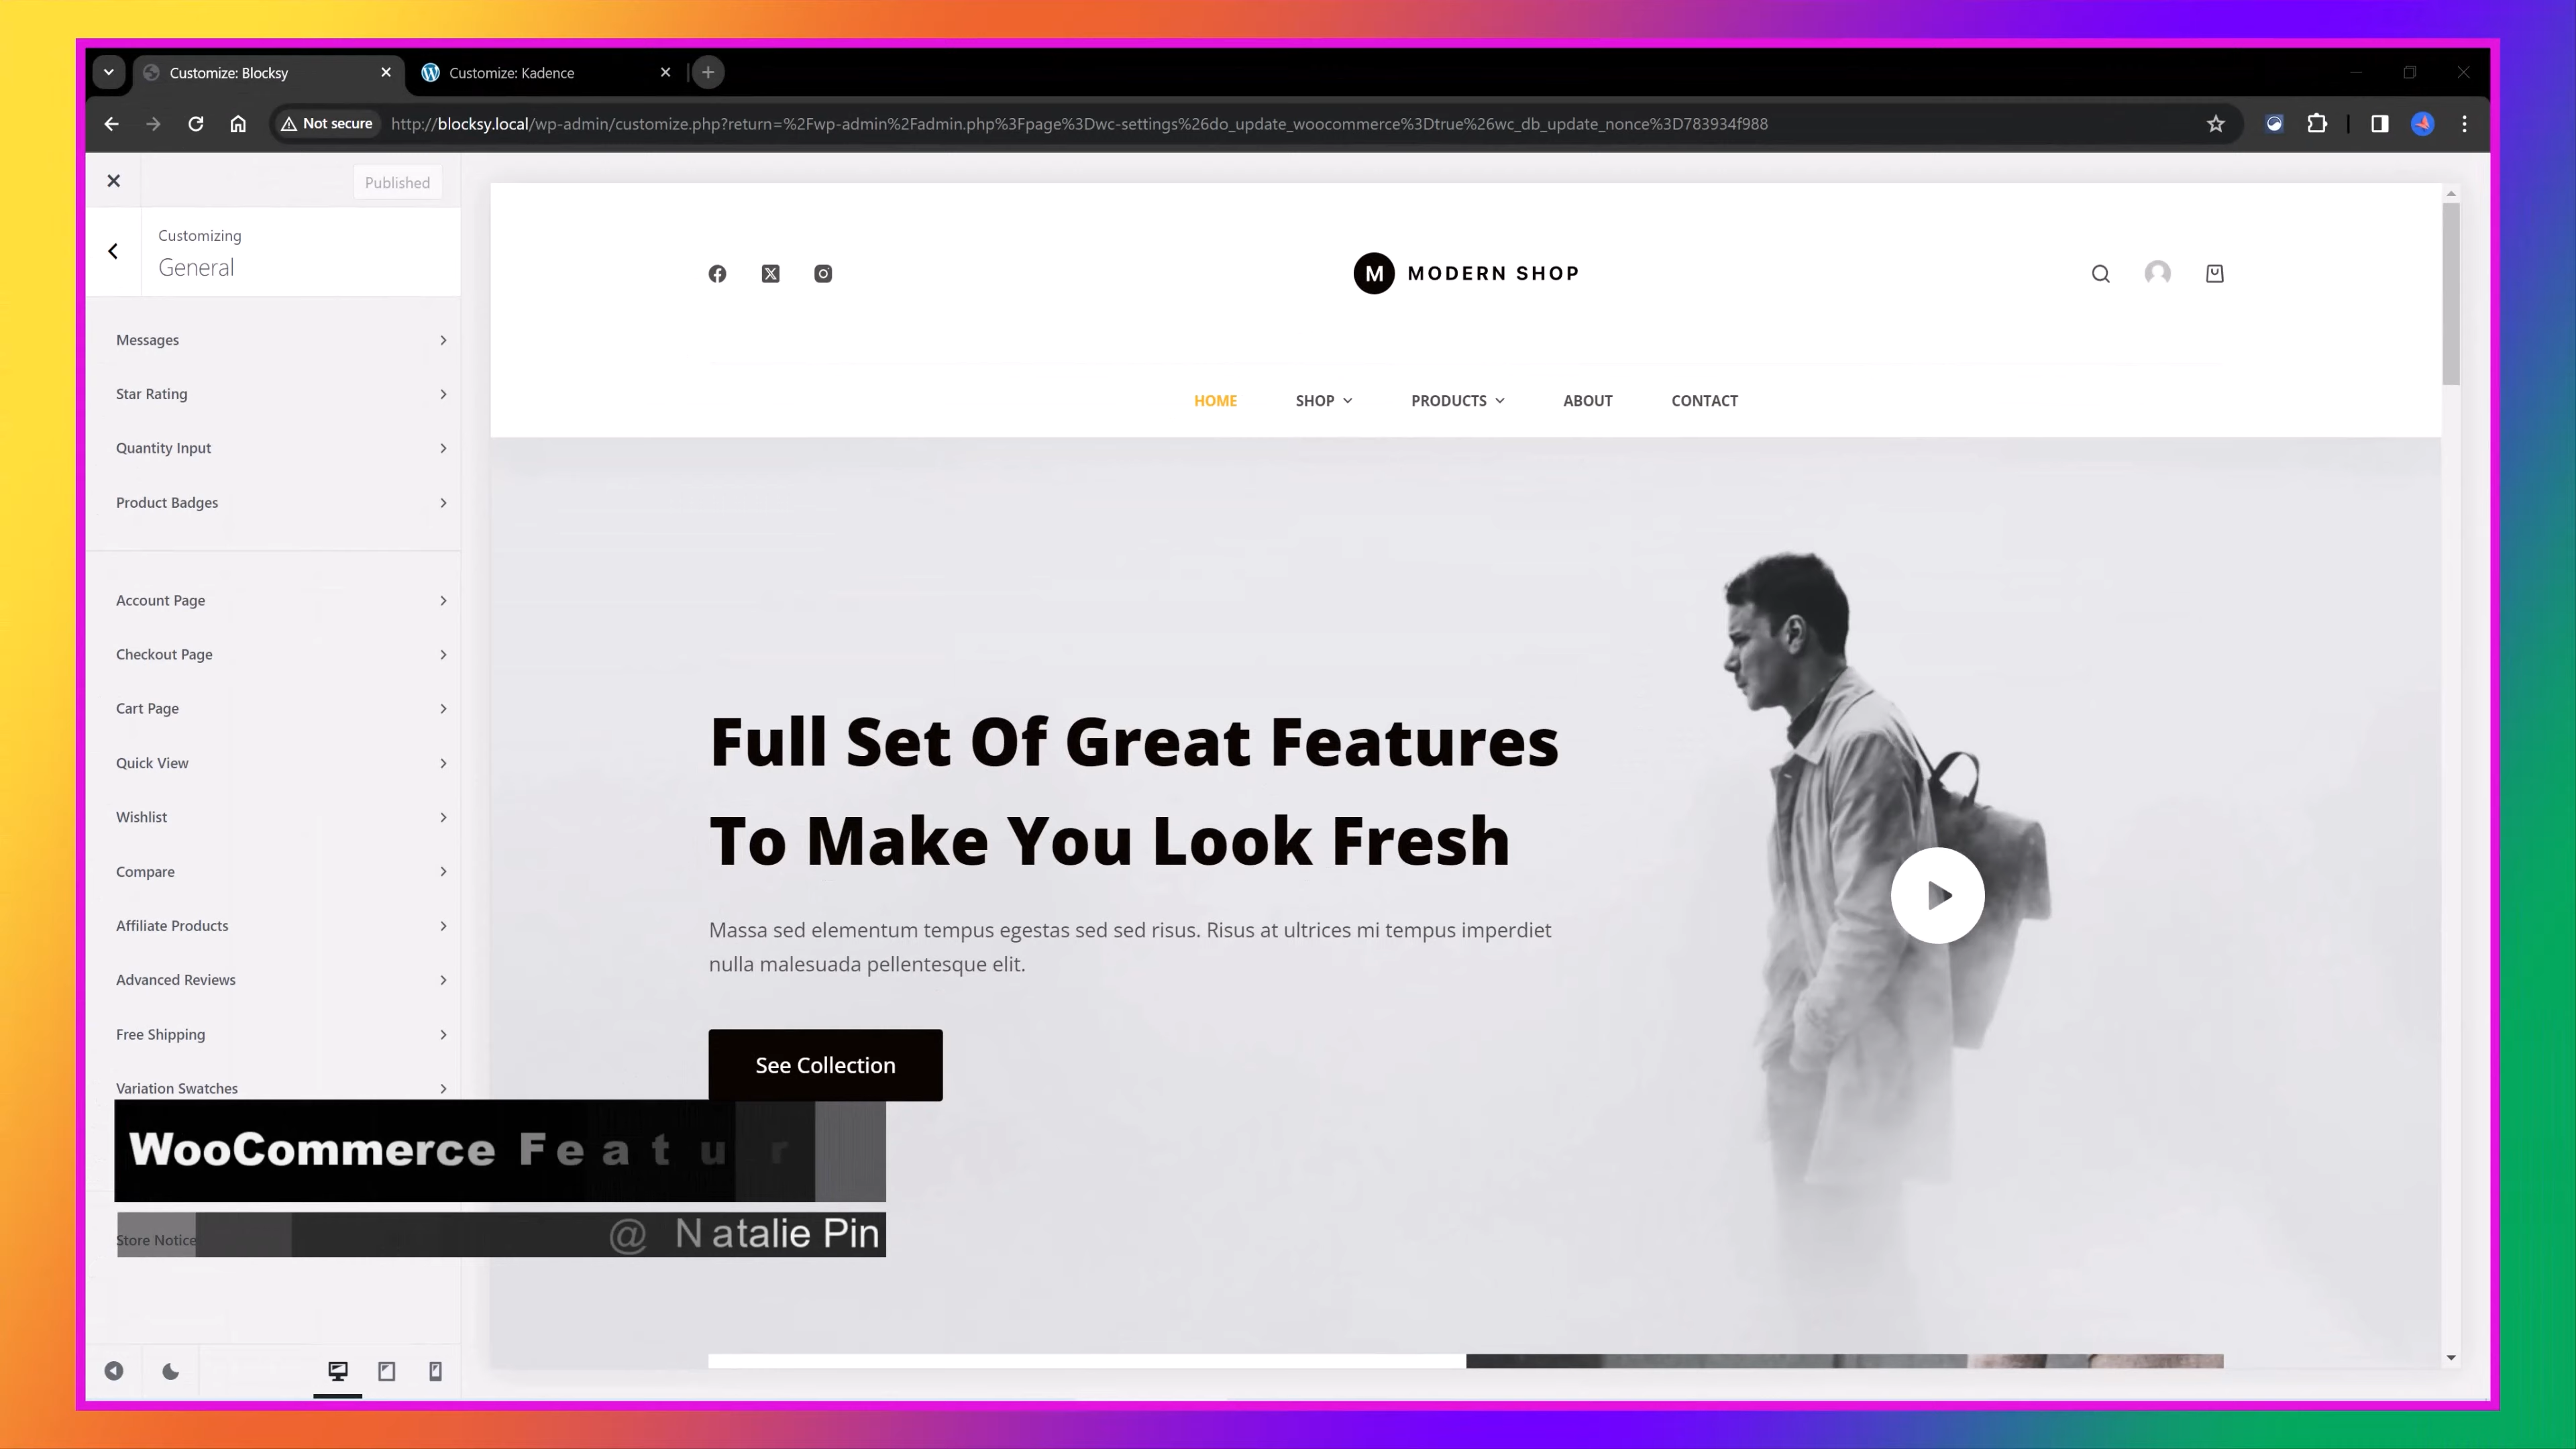 Customize: Blocksy
Customize: Kadence
Not secure
http://blocksy.local/wp-admin/customize.php?return=%2Fwp-admin%2Fadmin.php%3Fpage%3Dwc-settings%26do_update_woocommerce%3Dtrue%26wc_db_update_nonce%3D783934f988
Published
Customizing
General
Messages
Star Rating
Quantity Input
Product Badges
Account Page
Checkout Page
Cart Page
Quick View
Wishlist
Compare
Affiliate Products
Advanced Reviews
Free Shipping
Variation Swatches
WooCommerce Featur
@ Natalie Pin
Store Notice
M MODERN SHOP
HOME SHOP PRODUCTS ABOUT CONTACT
Full Set Of Great Features
To Make You Look Fresh
Massa sed elementum tempus egestas sed sed risus. Risus at ultrices mi tempus imperdiet
nulla malesuada pellentesque elit.
See Collection